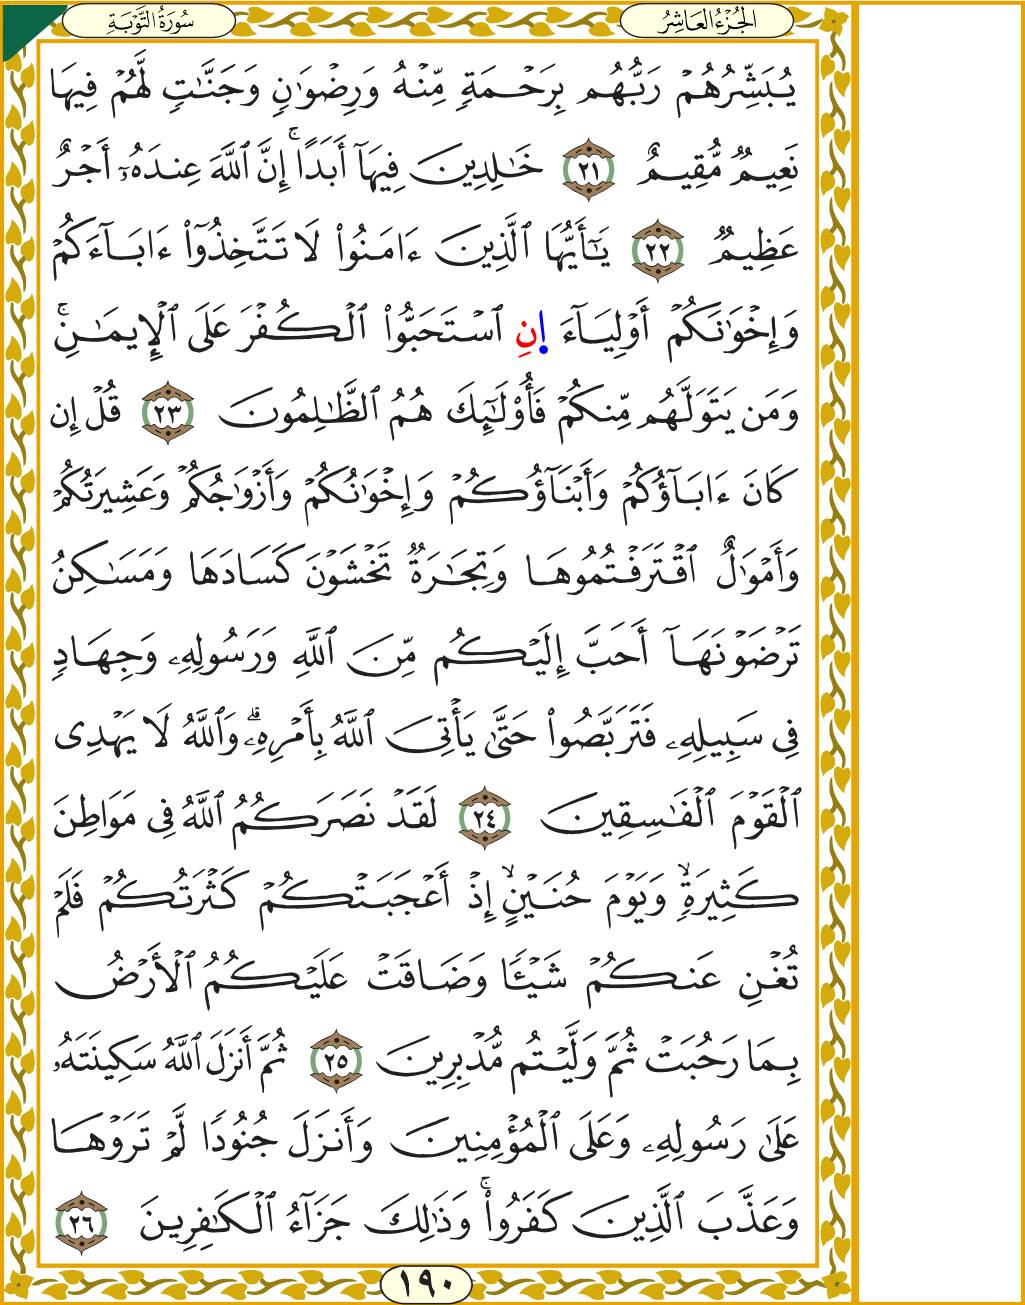 الجُزْءُ العَاشِرُ
سُورَةُ التَّوْبَةِ
يُبَشِّرُهُمْ رَبُّهُم بِرَحْمَةٍ مِّنْهُ وَرِضْوَٰنٍ وَجَنَّٰتٍ لَّهُمْ فِيهَا
نَعِيمٌ مُّقِيمٌ ٢١ خَٰلِدِينَ فِيهَآ أَبَدًا ۚ إِنَّ ٱللَّهَ عِندَهُۥٓ أَجْرٌ
عَظِيمٌ ٢٢ يَٰٓأَيُّهَا ٱلَّذِينَ ءَامَنُوا۟ لَا تَتَّخِذُوٓا۟ ءَابَآءَكُمْ
وَإِخْوَٰنَكُمْ أَوْلِيَآءَ إِنِ ٱسْتَحَبُّوا۟ ٱلْكُفْرَ عَلَى ٱلْإِيمَٰنِ ۚ
وَمَن يَتَوَلَّهُم مِّنكُمْ فَأُو۟لَٰٓئِكَ هُمُ ٱلظَّٰلِمُونَ ٢٣ قُلْ إِن
كَانَ ءَابَآؤُكُمْ وَأَبْنَآؤُكُمْ وَإِخْوَٰنُكُمْ وَأَزْوَٰجُكُمْ وَعَشِيرَتُكُمْ
وَأَمْوَٰلٌ ٱقْتَرَفْتُمُوهَا وَتِجَٰرَةٌ تَخْشَوْنَ كَسَادَهَا وَمَسَٰكِنُ
تَرْضَوْنَهَآ أَحَبَّ إِلَيْكُم مِّنَ ٱللَّهِ وَرَسُولِهِۦ وَجِهَادٍ
فِى سَبِيلِهِۦ فَتَرَبَّصُوا۟ حَتَّىٰ يَأْتِىَ ٱللَّهُ بِأَمْرِهِۦ ۗ وَٱللَّهُ لَا يَهْدِى
ٱلْقَوْمَ ٱلْفَٰسِقِينَ ٢٤ لَقَدْ نَصَرَكُمُ ٱللَّهُ فِى مَوَاطِنَ
كَثِيرَةٍ ۙ وَيَوْمَ حُنَيْنٍ ۙ إِذْ أَعْجَبَتْكُمْ كَثْرَتُكُمْ فَلَمْ
تُغْنِ عَنكُمْ شَيْـًٔا وَضَاقَتْ عَلَيْكُمُ ٱلْأَرْضُ
بِمَا رَحُبَتْ ثُمَّ وَلَّيْتُم مُّدْبِرِينَ ٢٥ ثُمَّ أَنزَلَ ٱللَّهُ سَكِينَتَهُۥ
عَلَىٰ رَسُولِهِۦ وَعَلَى ٱلْمُؤْمِنِينَ وَأَنزَلَ جُنُودًا لَّمْ تَرَوْهَا
وَعَذَّبَ ٱلَّذِينَ كَفَرُوا۟ ۚ وَذَٰلِكَ جَزَآءُ ٱلْكَٰفِرِينَ ٢٦
١٩٠